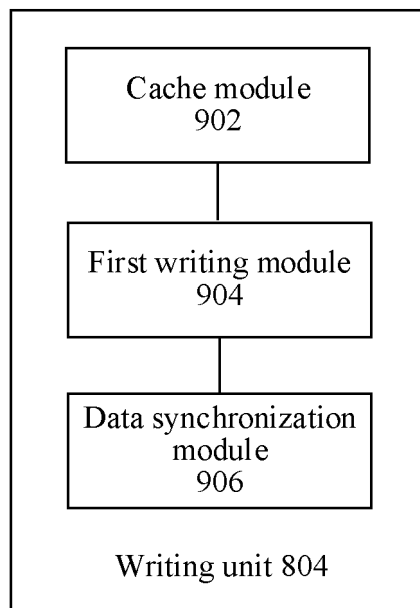 Cache module
902
First writing module
904
Data synchronization
module
906
Writing unit 804